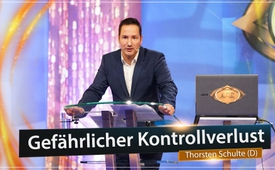 Gefährlicher Kontrollverlust
Thorsten Schulte (D)